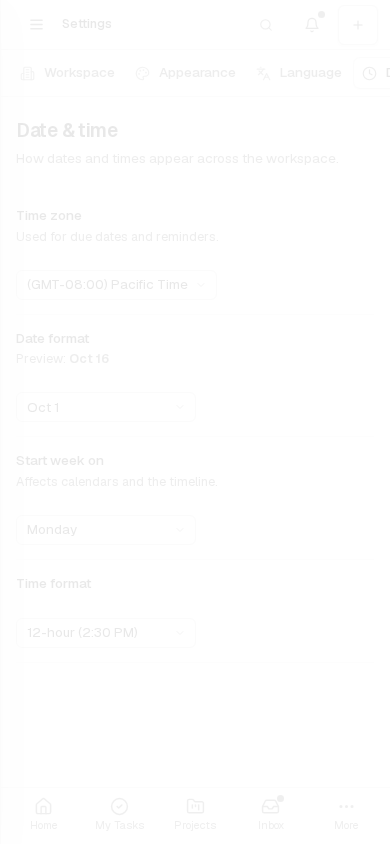 Settings
Workspace
Appearance
Language
Date & time
How dates and times appear across the workspace.
Time zone
Used for due dates and reminders.
(GMT-08:00) Pacific Time
Date format
Preview: Oct 16
Oct 1
Start week on
Affects calendars and the timeline
Monday
Time format
12-hour (2:30 PM)
Home
My Tasks
Projects
Inbox
More